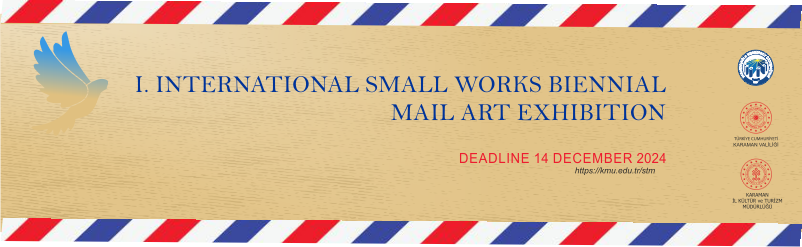 I. INTERNATIONAL SMALL WORKS BIENNIAL
MAIL ART EXHIBITION
DEADLINE 14 DECEMBER 2024
https://kmu.edu.tr/stm
TÜRKİYE CUMHURİYETİ
KARAMAN VALİLİĞİ
KARAMAN
İL KÜLTÜR ve TURİZM
MÜDÜRLÜĞÜ